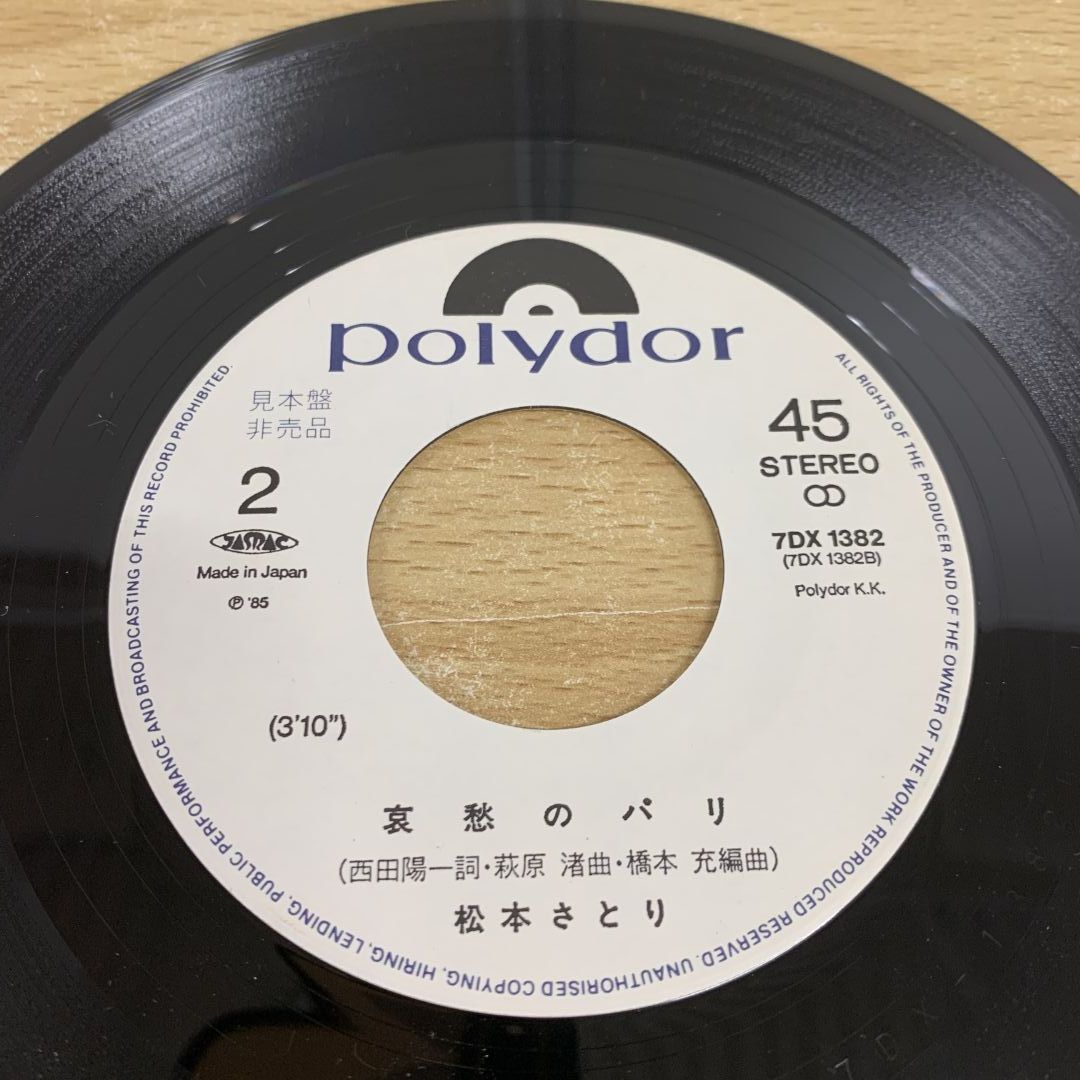 polydor
見本盤
非売品
2
JASRAC
Made in Japan
℗ '85
45
STEREO
7DX 1382
(7DX 1382B)
Polydor K.K.
(3'10")
哀愁のパリ
(西田陽一詞・萩原 渚曲・橋本 充編曲)
松本さとり
ALL RIGHTS OF THE PRODUCER AND OF THE OWNER OF THE WORK REPRODUCED RESERVED. UNAUTHORISED COPYING, HIRING, LENDING, PUBLIC PERFORMANCE AND BROADCASTING OF THIS RECORD PROHIBITED.